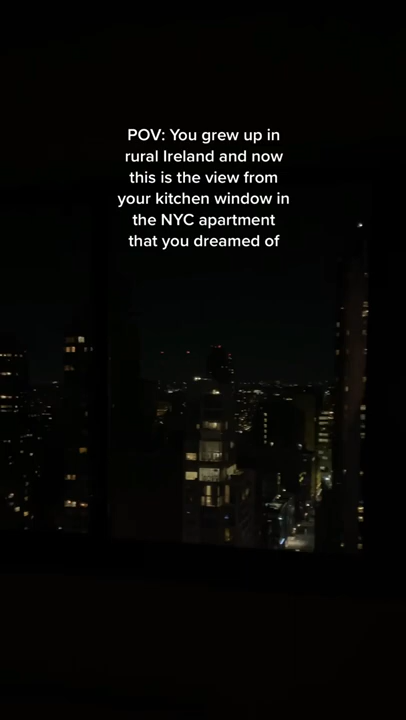 POV: You grew up in
rural Ireland and now
this is the view from
your kitchen window in
the NYC apartment
that you dreamed of